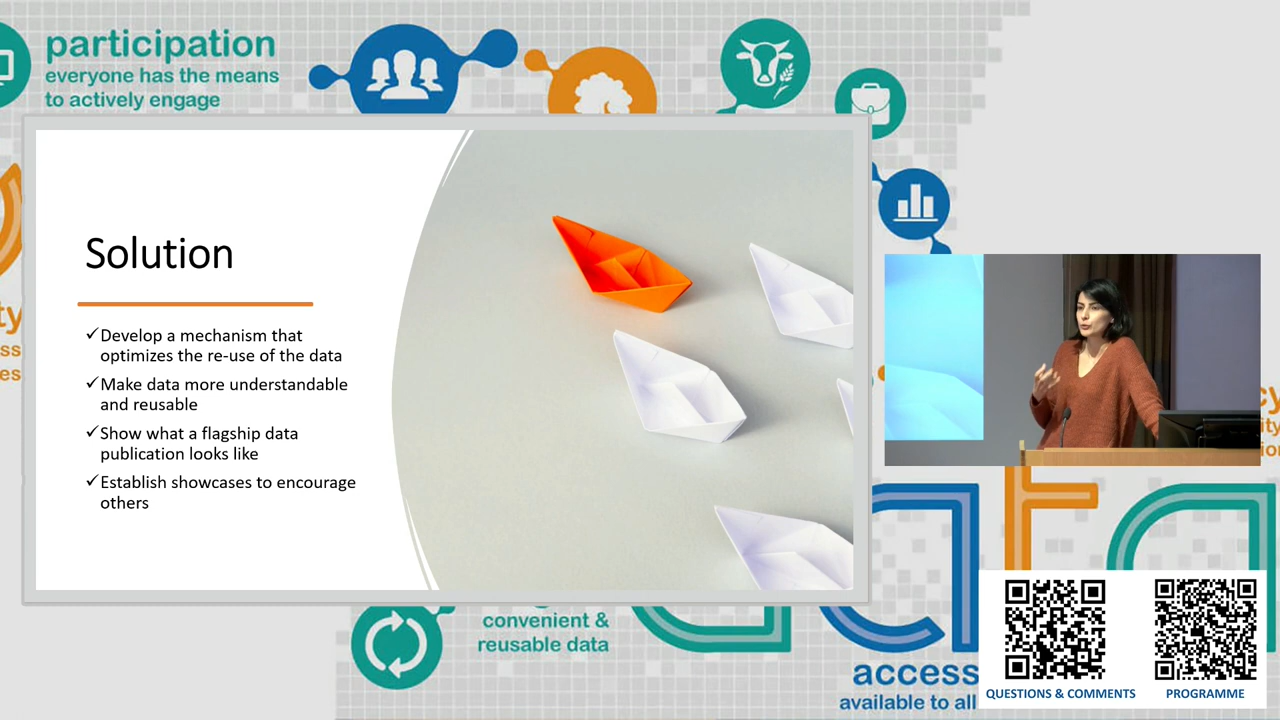 participation
everyone has the means
to actively engage
Solution
✓Develop a mechanism that
optimizes the re-use of the data
✓Make data more understandable
and reusable
✓Show what a flagship data
publication looks like
✓Establish showcases to encourage
others
convenient &
reusable data
access
available to all
QUESTIONS & COMMENTS
PROGRAMME